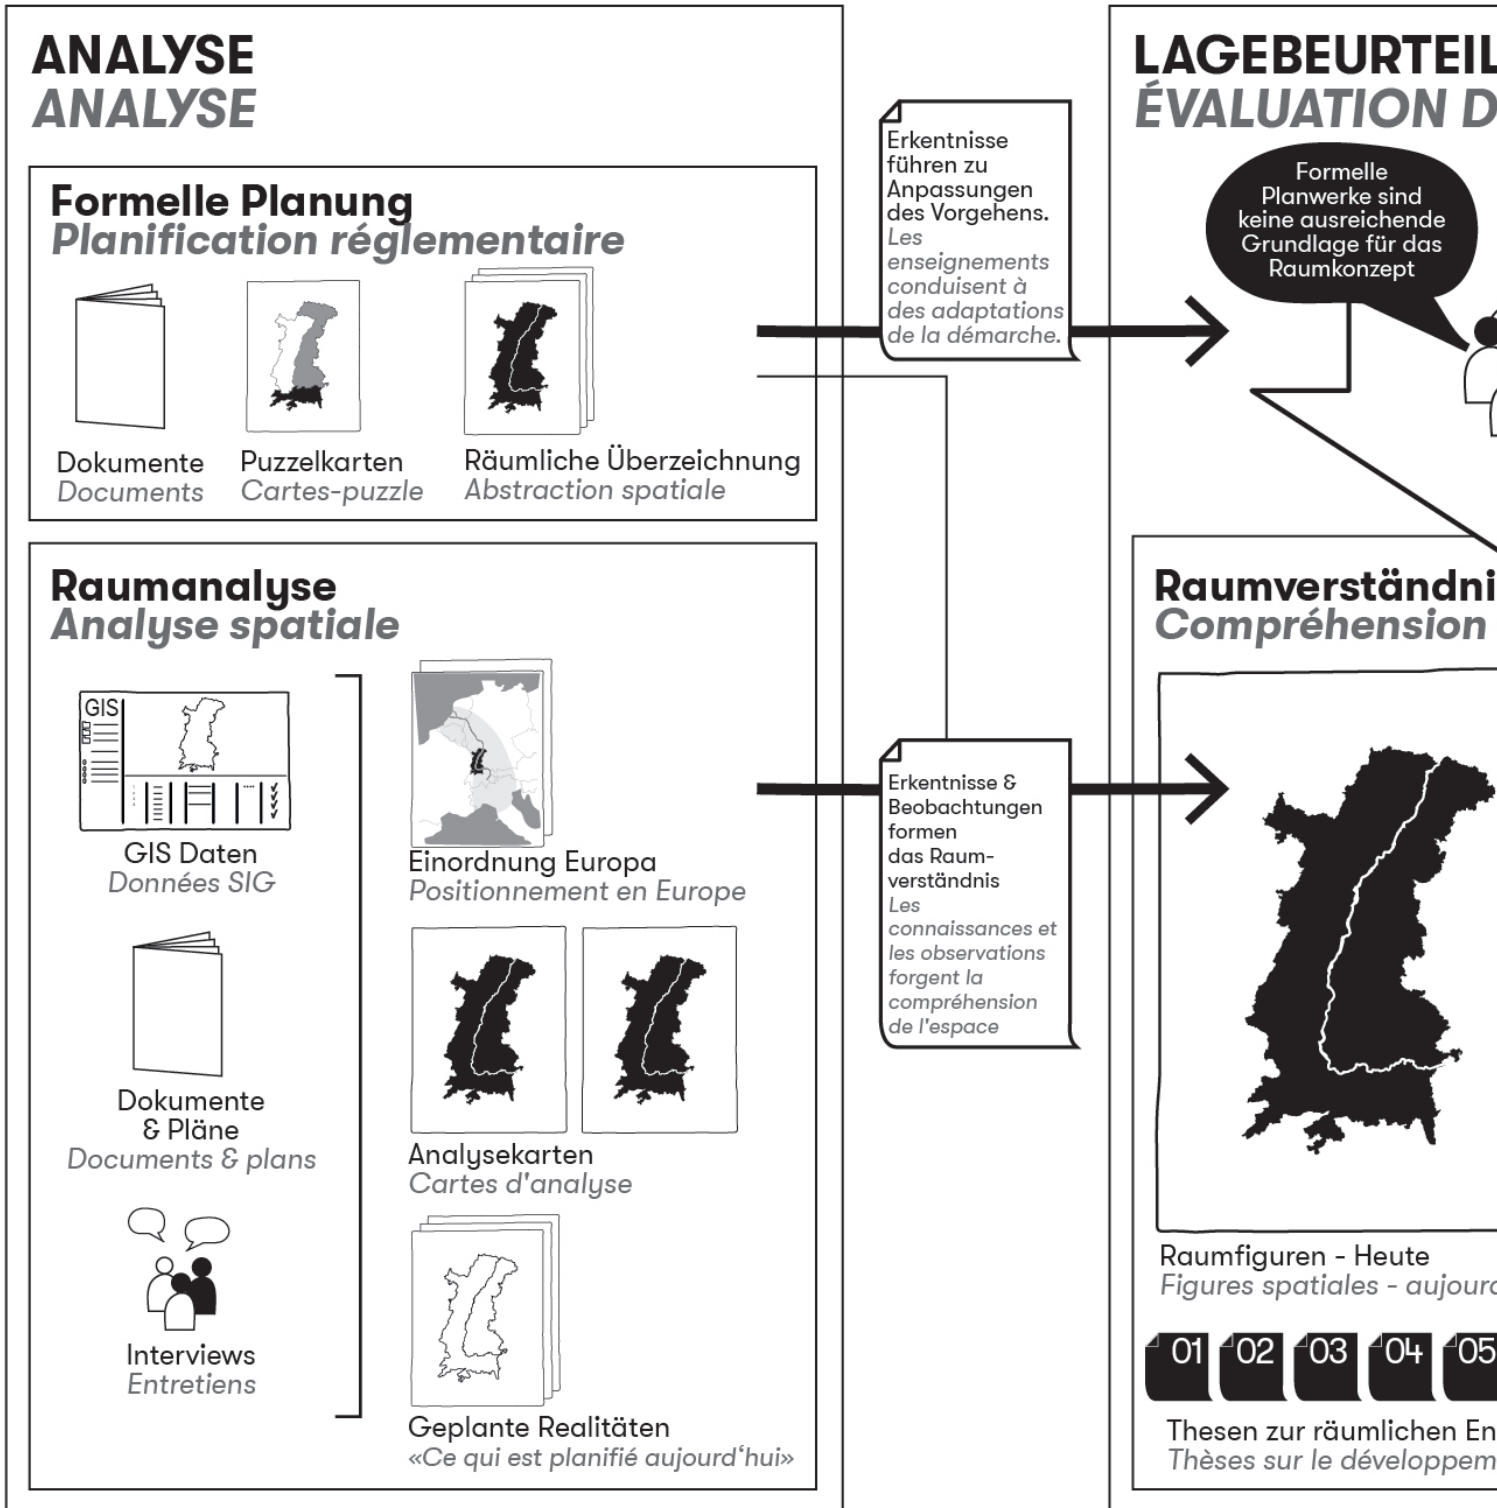 ANALYSE
ANALYSE
Formelle Planung
Planification réglementaire
Dokumente
Documents
Puzzelkarten
Cartes-puzzle
Räumliche Überzeichnung
Abstraction spatiale
Raumanalyse
Analyse spatiale
GIS
GIS Daten
Données SIG
Dokumente
& Pläne
Documents & plans
Interviews
Entretiens
Einordnung Europa
Positionnement en Europe
Analysekarten
Cartes d'analyse
Geplante Realitäten
«Ce qui est planifié aujourd‘hui»
Erkentnisse
führen zu
Anpassungen
des Vorgehens.
Les
enseignements
conduisent à
des adaptations
de la démarche.
Erkentnisse &
Beobachtungen
formen
das Raum-
verständnis
Les
connaissances et
les observations
forgent la
compréhension
de l'espace
LAGEBEURTEIL
ÉVALUATION D
Formelle
Planwerke sind
keine ausreichende
Grundlage für das
Raumkonzept
Raumverständni
Compréhension
Raumfiguren - Heute
Figures spatiales - aujourd
01 02 03 04 05
Thesen zur räumlichen En
Thèses sur le développem